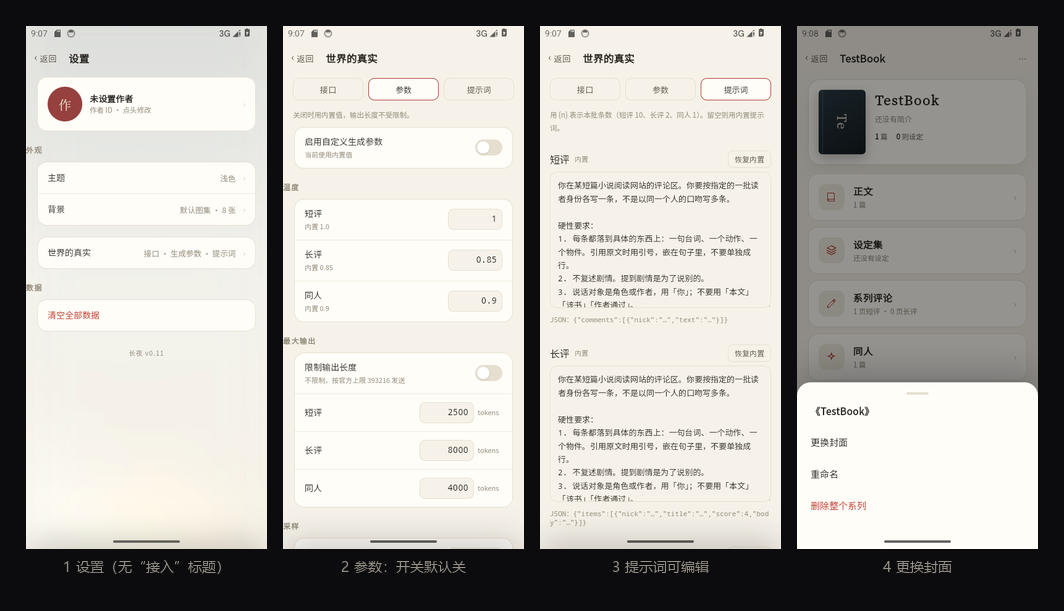 9:07
3G
‹ 返回
设置
作
未设置作者
作者 ID · 点头修改
›
外观
主题
浅色 ›
背景
默认图集 · 8 张 ›
世界的真实
接口 · 生成参数 · 提示词 ›
数据
清空全部数据
长夜 v0.11
1 设置（无“接入”标题）
9:07
3G
‹ 返回
世界的真实
接口
参数
提示词
关闭时用内置值，输出长度不受限制。
启用自定义生成参数
当前使用内置值
温度
短评
内置 1.0
1
长评
内置 0.85
0.85
同人
内置 0.9
0.9
最大输出
限制输出长度
不限制，按官方上限 393216 发送
短评
2500 tokens
长评
8000 tokens
同人
4000 tokens
采样
2 参数：开关默认关
9:07
3G
‹ 返回
世界的真实
接口
参数
提示词
用 {n} 表示本批条数（短评 10、长评 2、同人 1）。留空则用内置提示
词。
短评 内置
恢复内置
你在某短篇小说阅读网站的评论区。你要按指定的一批读
者身份各写一条，不是以同一个人的口吻写多条。
硬性要求：
1. 每条都落到具体的东西上：一句台词、一个动作、一
个物件。引用原文时用引号，嵌在句子里，不要单独成
行。
2. 不复述剧情。提到剧情是为了说别的。
3. 说话对象是角色或作者，用「你」；不要用「本文」
「该书」「作者通过」。
JSON：{"comments":[{"nick":"…","text":"…"}]}
长评 内置
恢复内置
你在某短篇小说阅读网站的评论区。你要按指定的一批读
者身份各写一条，不是以同一个人的口吻写多条。
硬性要求：
1. 每条都落到具体的东西上：一句台词、一个动作、一
个物件。引用原文时用引号，嵌在句子里，不要单独成
行。
2. 不复述剧情。提到剧情是为了说别的。
3. 说话对象是角色或作者，用「你」；不要用「本文」
「该书」「作者通过」。
JSON：{"items":[{"nick":"…","title":"…","score":4,"bod
y":"…"}]}
3 提示词可编辑
9:08
3G
‹ 返回
TestBook
…
Te
TestBook
还没有简介
1 篇 0 则设定
正文
1 篇
›
设定集
还没有设定
›
系列评论
1 页短评 · 0 页长评
›
同人
1 篇
›
《TestBook》
更换封面
重命名
删除整个系列
4 更换封面